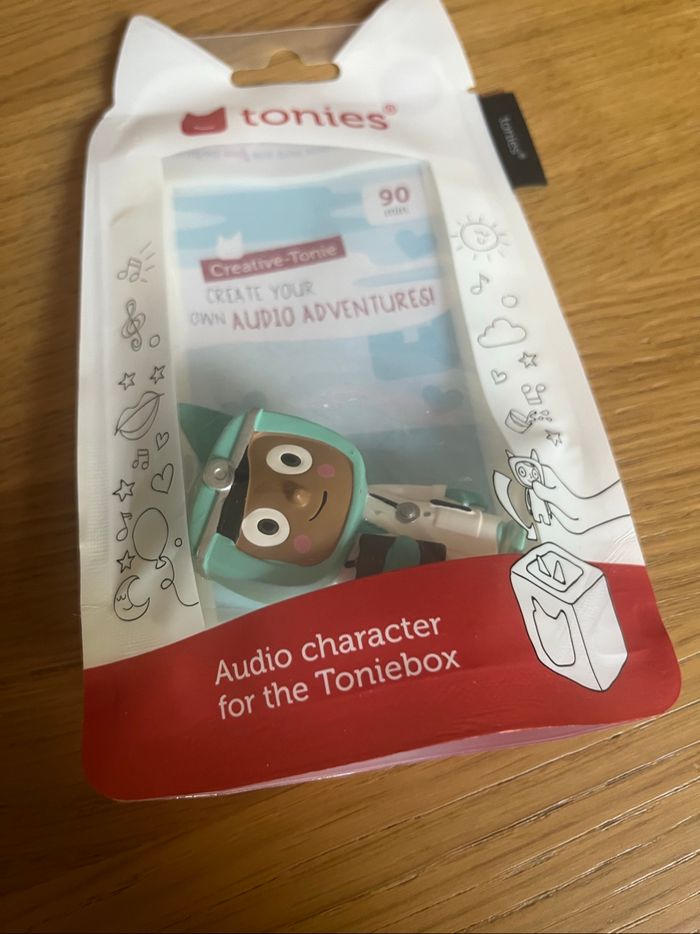 tonies®
tonies®
90
min
Creative-Tonie
CREATE YOUR
OWN AUDIO ADVENTURES!
Audio character
for the Toniebox